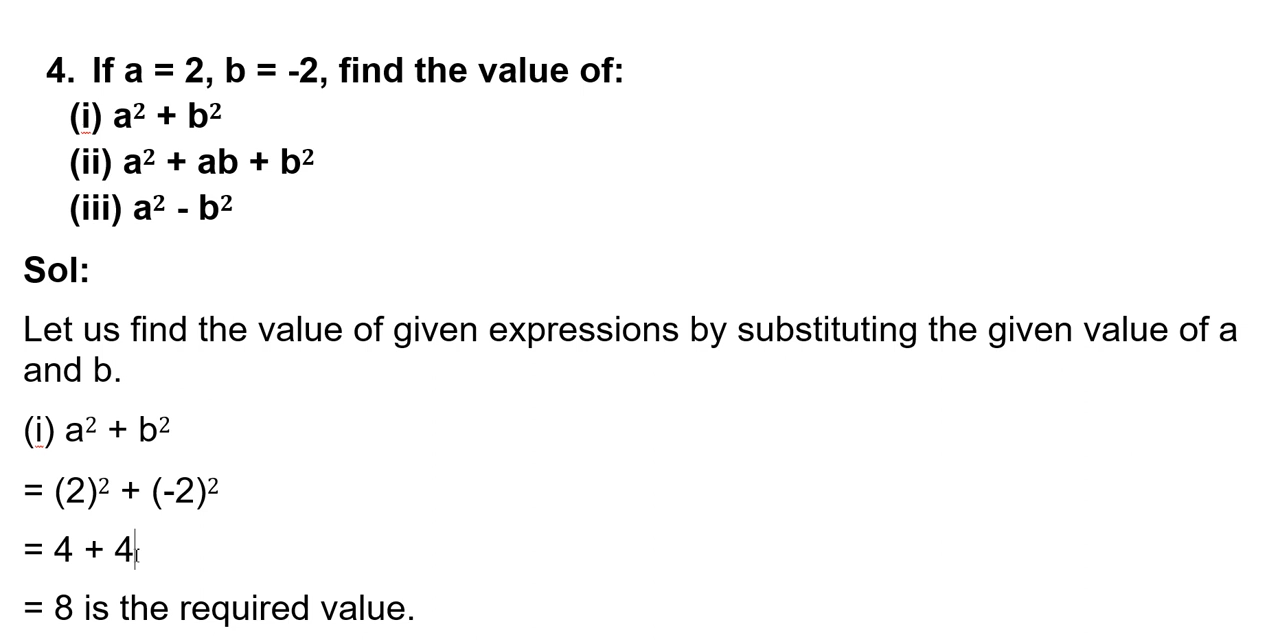 4. If a = 2, b = -2, find the value of:
(i) a² + b²
(ii) a² + ab + b²
(iii) a² - b²
Sol:
Let us find the value of given expressions by substituting the given value of a
and b.
(i) a² + b²
= (2)² + (-2)²
= 4 + 4
= 8 is the required value.